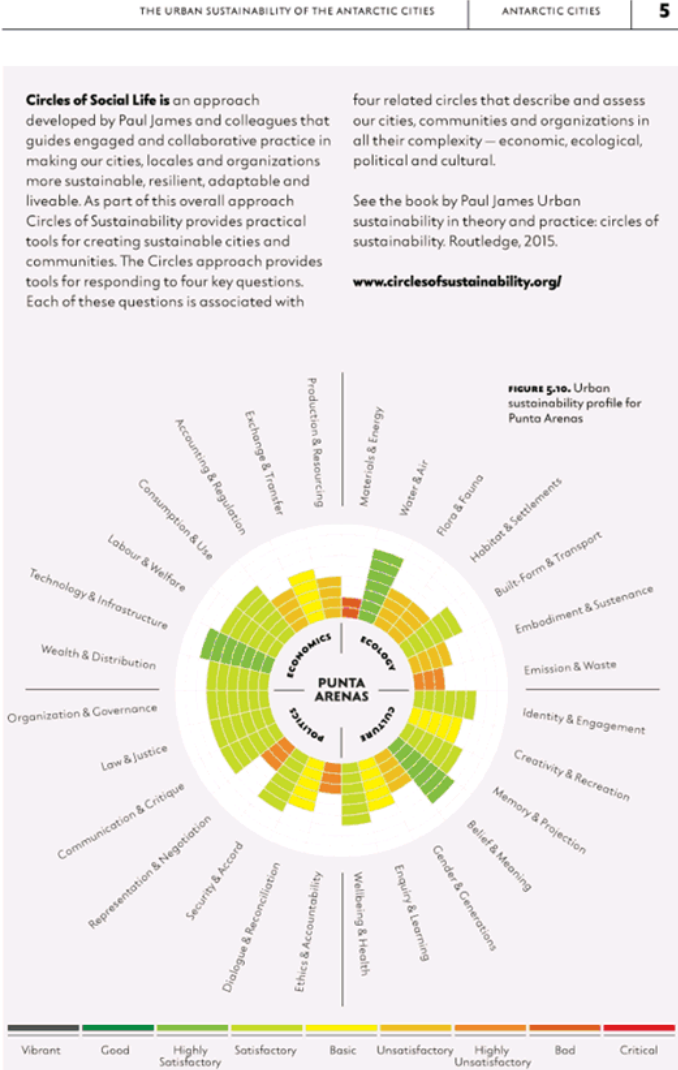 THE URBAN SUSTAINABILITY OF THE ANTARCTIC CITIES
ANTARCTIC CITIES
5
Circles of Social Life is an approach
developed by Paul James and colleagues that
guides engaged and collaborative practice in
making our cities, locales and organizations
more sustainable, resilient, adaptable and
liveable. As part of this overall approach
Circles of Sustainability provides practical
tools for creating sustainable cities and
communities. The Circles approach provides
tools for responding to four key questions.
Each of these questions is associated with
four related circles that describe and assess
our cities, communities and organizations in
all their complexity — economic, ecological,
political and cultural.
See the book by Paul James Urban
sustainability in theory and practice: circles of
sustainability. Routledge, 2015.
www.circlesofsustainability.org/
FIGURE 5.10. Urban
sustainability profile for
Punta Arenas
Materials & Energy
Water & Air
Flora & Fauna
Habitat & Settlements
Built-Form & Transport
Embodiment & Sustenance
Emission & Waste
Identity & Engagement
Creativity & Recreation
Memory & Projection
Belief & Meaning
Gender & Generations
Enquiry & Learning
Wellbeing & Health
Ethics & Accountability
Dialogue & Reconciliation
Security & Accord
Representation & Negotiation
Communication & Critique
Law & Justice
Organization & Governance
Wealth & Distribution
Technology & Infrastructure
Labour & Welfare
Consumption & Use
Accounting & Regulation
Exchange & Transfer
Production & Resourcing
ECONOMICS
ECOLOGY
PUNTA
ARENAS
POLITICS
CULTURE
Vibrant
Good
Highly
Satisfactory
Satisfactory
Basic
Unsatisfactory
Highly
Unsatisfactory
Bad
Critical